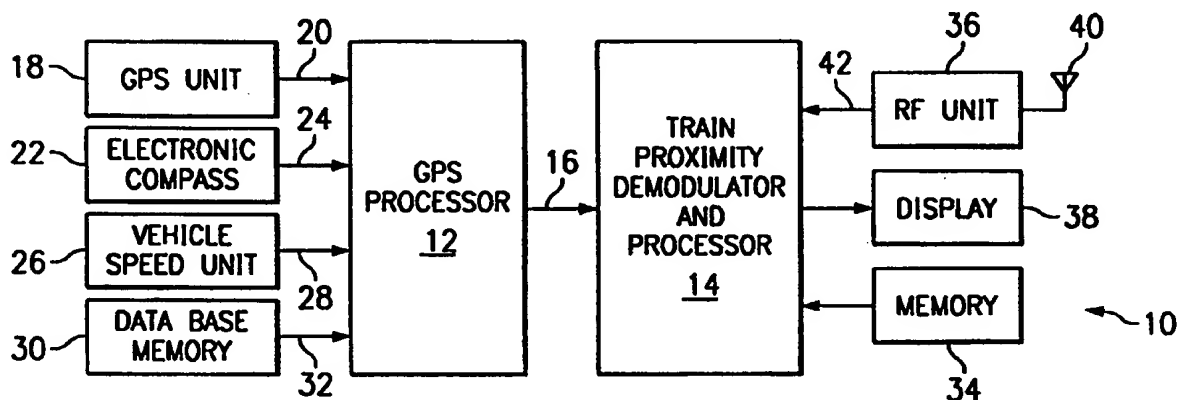 18
GPS UNIT
20
22
ELECTRONIC
COMPASS
24
26
VEHICLE
SPEED UNIT
28
30
DATA BASE
MEMORY
32
GPS
PROCESSOR
12
16
TRAIN
PROXIMITY
DEMODULATOR
AND
PROCESSOR
14
42
36
RF UNIT
40
DISPLAY
38
MEMORY
34
10